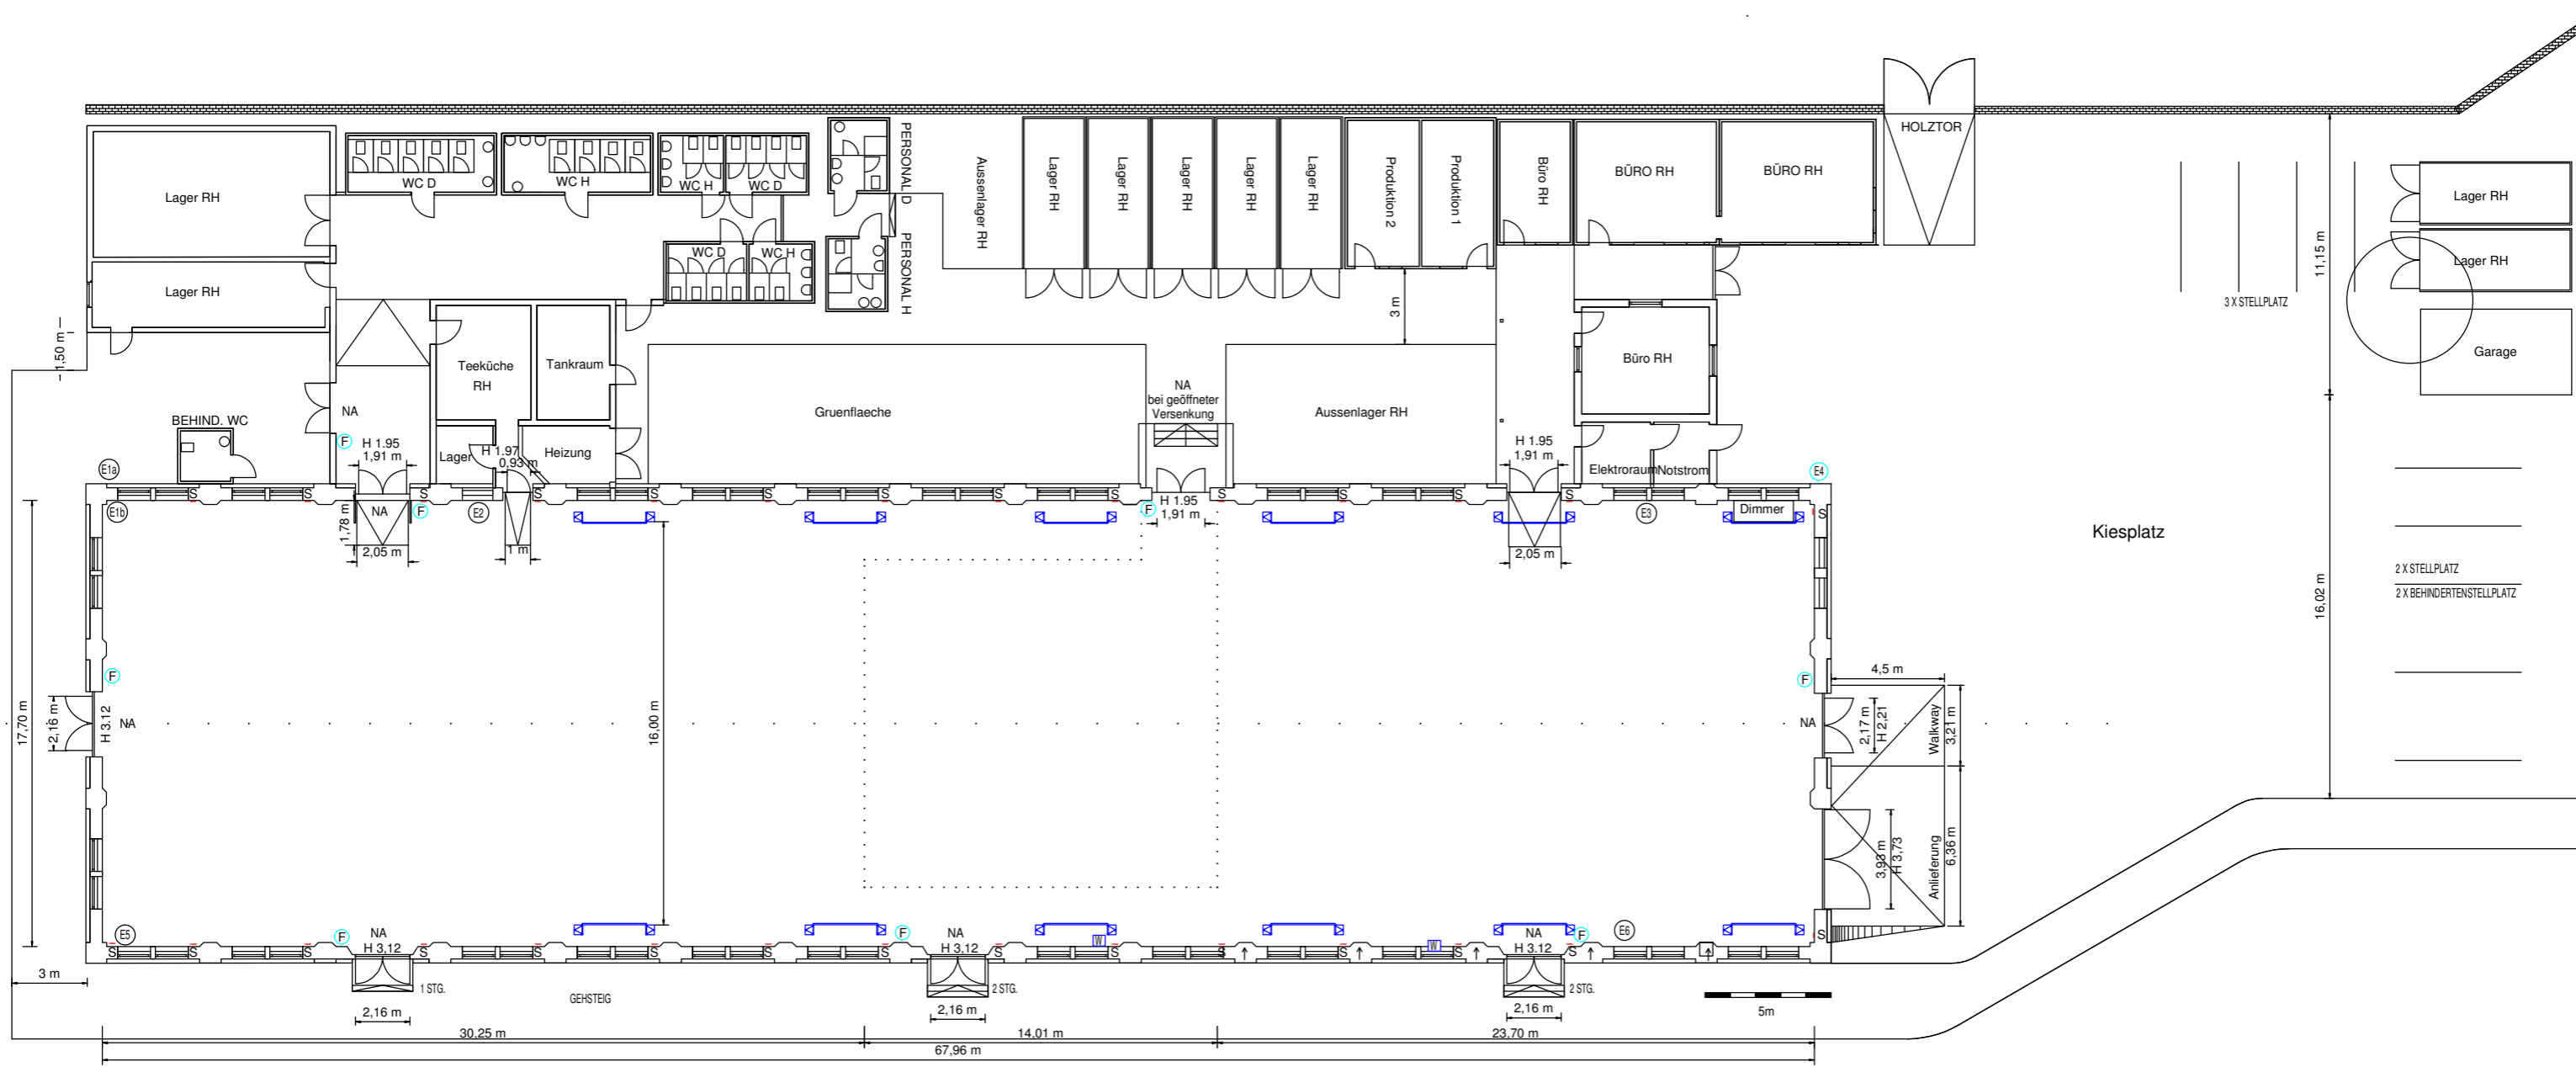 HOLZTOR
PERSONAL D
PERSONAL H
Aussenlager RH
Lager RH
Lager RH
Lager RH
Lager RH
Lager RH
Produktion 2
Produktion 1
Büro RH
BÜRO RH
BÜRO RH
Lager RH
WC D
WC H
WC H
WC D
Lager RH
Lager RH
11,15 m
WC D
WC H
Lager RH
Lager RH
3 X STELLPLATZ
3 m
1,50 m
Teeküche
RH
Tankraum
Büro RH
Garage
NA
bei geöffneter
Versenkung
Gruenflaeche
Aussenlager RH
NA
BEHIND. WC
F
H 1.95
1,91 m
Lager
H 1.97
0,93 m
Heizung
H 1.95
1,91 m
Elektroraum
Notstrom
E1a
E4
S
S
S
S
S
S
S
S
S
S
S
S
H 1.95
1,91 m
E1b
1,78 m
NA
F
E2
F
E3
Dimmer
S
2,05 m
1 m
2,05 m
Kiesplatz
2 X STELLPLATZ
2 X BEHINDERTENSTELLPLATZ
16,02 m
F
F
4,5 m
17,70 m
2,16 m
H 3.12
NA
16,00 m
NA
2,17 m
H 2,21
Walkway
3,21 m
3,93 m
H 3,73
Anlieferung
6,36 m
E5
F
NA
H 3.12
F
NA
H 3.12
W
W
NA
H 3.12
F
E6
S
S
S
S
S
S
S
S
S
S
S
S
S
S
3 m
1 STG.
GEHSTEIG
2 STG.
2 STG.
2,16 m
2,16 m
2,16 m
5m
30,25 m
14,01 m
23,70 m
67,96 m